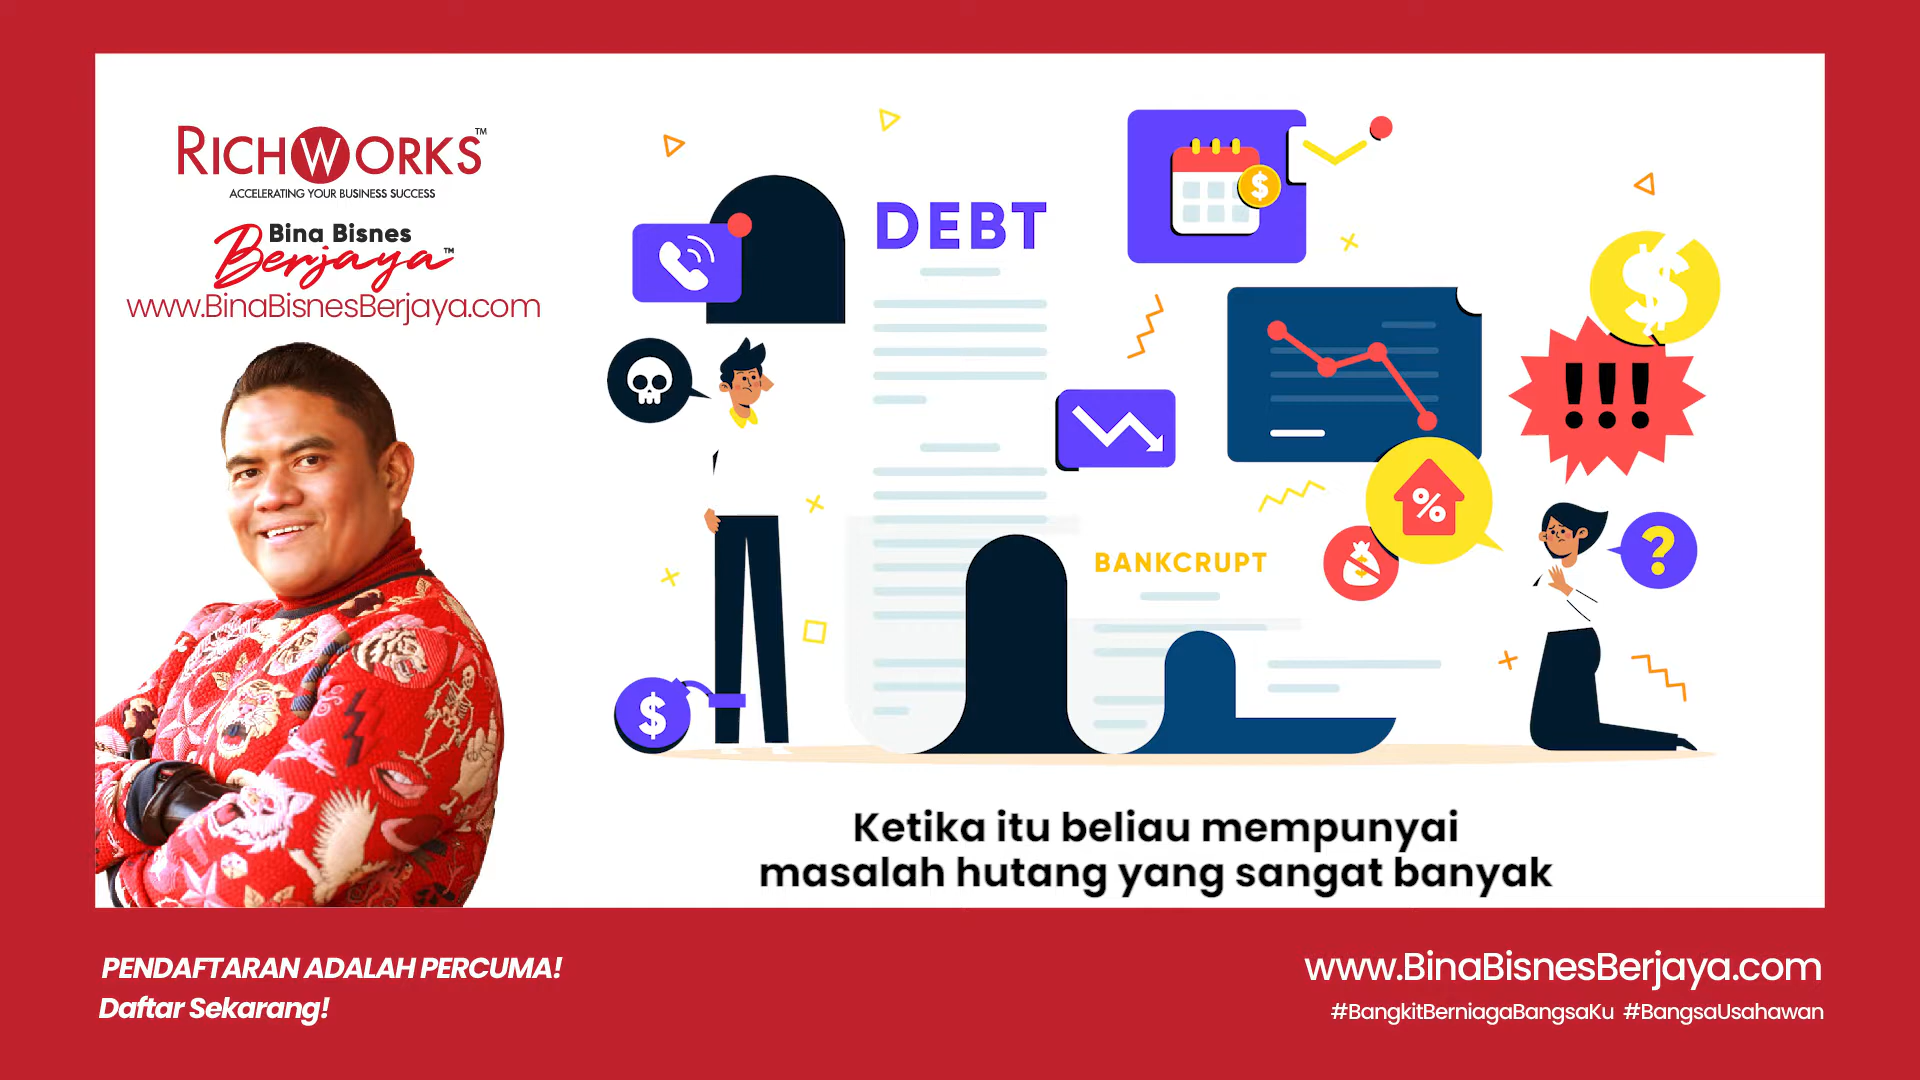 RICHWORKS™
ACCELERATING YOUR BUSINESS SUCCESS
Bina Bisnes
Berjaya™
www.BinaBisnesBerjaya.com
DEBT
$
$
!!!
%
?
BANKCRUPT
$
$
Ketika itu beliau mempunyai
masalah hutang yang sangat banyak
PENDAFTARAN ADALAH PERCUMA!
Daftar Sekarang!
www.BinaBisnesBerjaya.com
#BangkitBerniagaBangsaKu #BangsaUsahawan